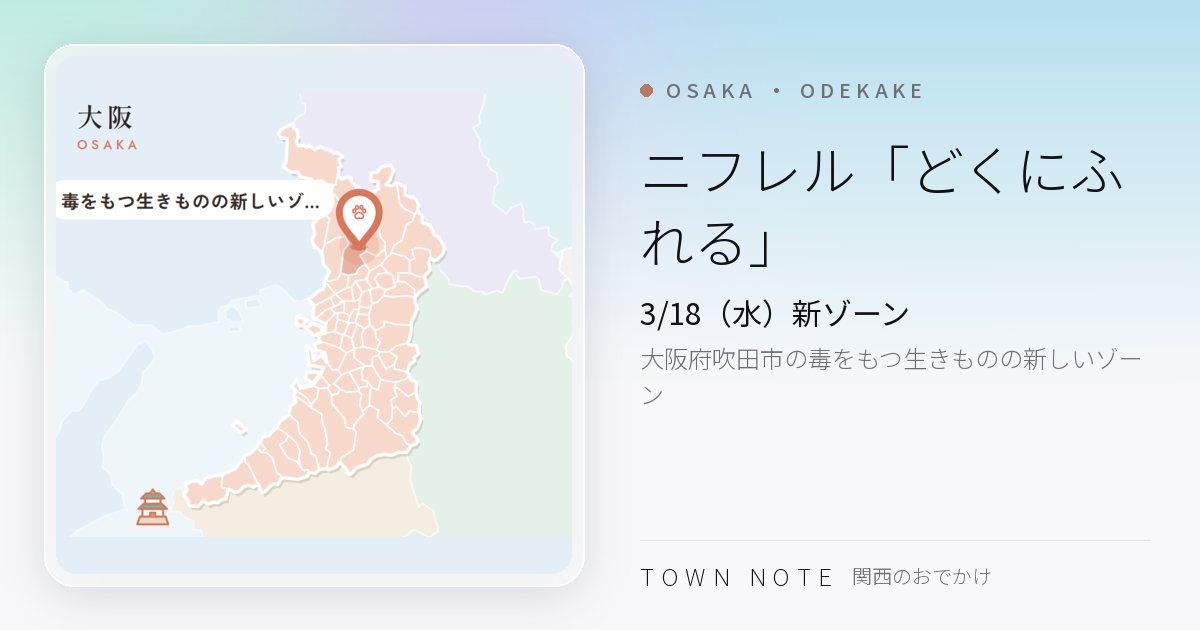 大阪
OSAKA
毒をもつ生きものの新しいゾ...
OSAKA • ODEKAKE
ニフレル「どくにふ
れる」
3/18（水）新ゾーン
大阪府吹田市の毒をもつ生きものの新しいゾー
ン
TOWN NOTE 関西のおでかけ